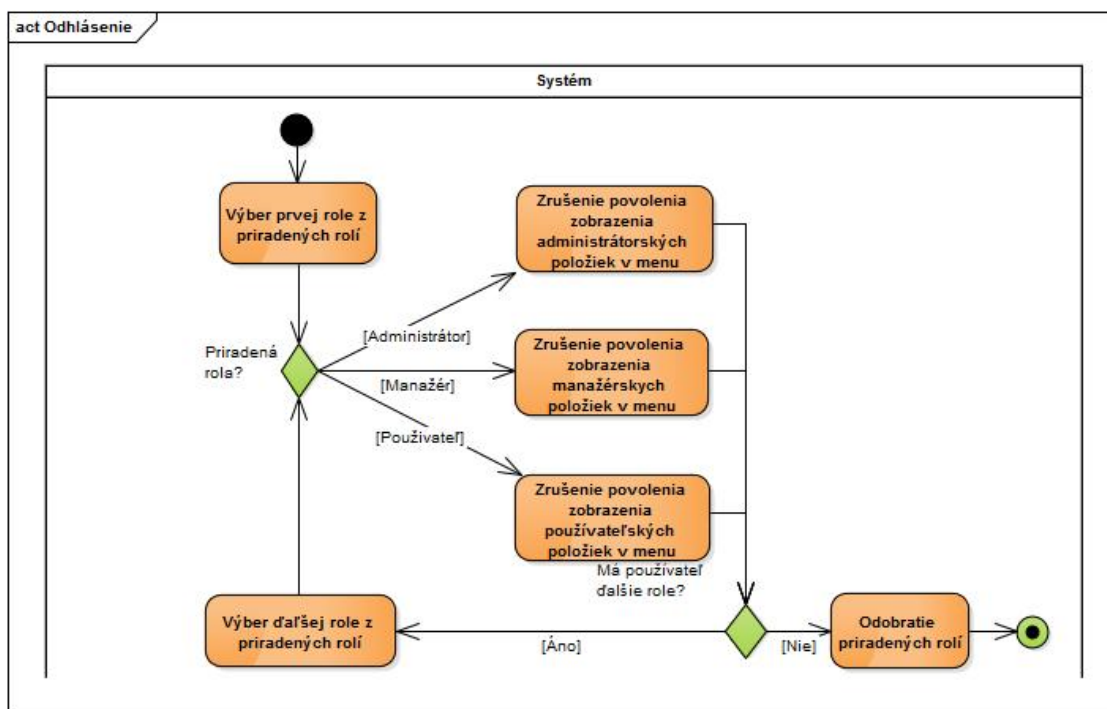 act Odhlásenie
Systém
Výber prvej role z
priradených rolí
Zrušenie povolenia
zobrazenia
administrátorských
položiek v menu
Priradená
rola?
[Administrátor]
[Manažér]
[Použivateľ]
Zrušenie povolenia
zobrazenia
manažérskych
položiek v menu
Zrušenie povolenia
zobrazenia
používateľských
položiek v menu
Má používateľ
ďalšie role?
Výber ďaľšej role z
priradených rolí
[Áno]
[Nie]
Odobratie
priradených rolí